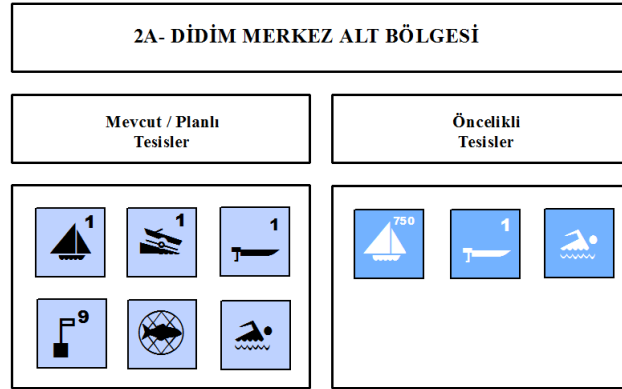 2A- DİDİM MERKEZ ALT BÖLGESİ
Mevcut / Planlı
Tesisler
Öncelikli
Tesisler
1
1
1
750
1
9